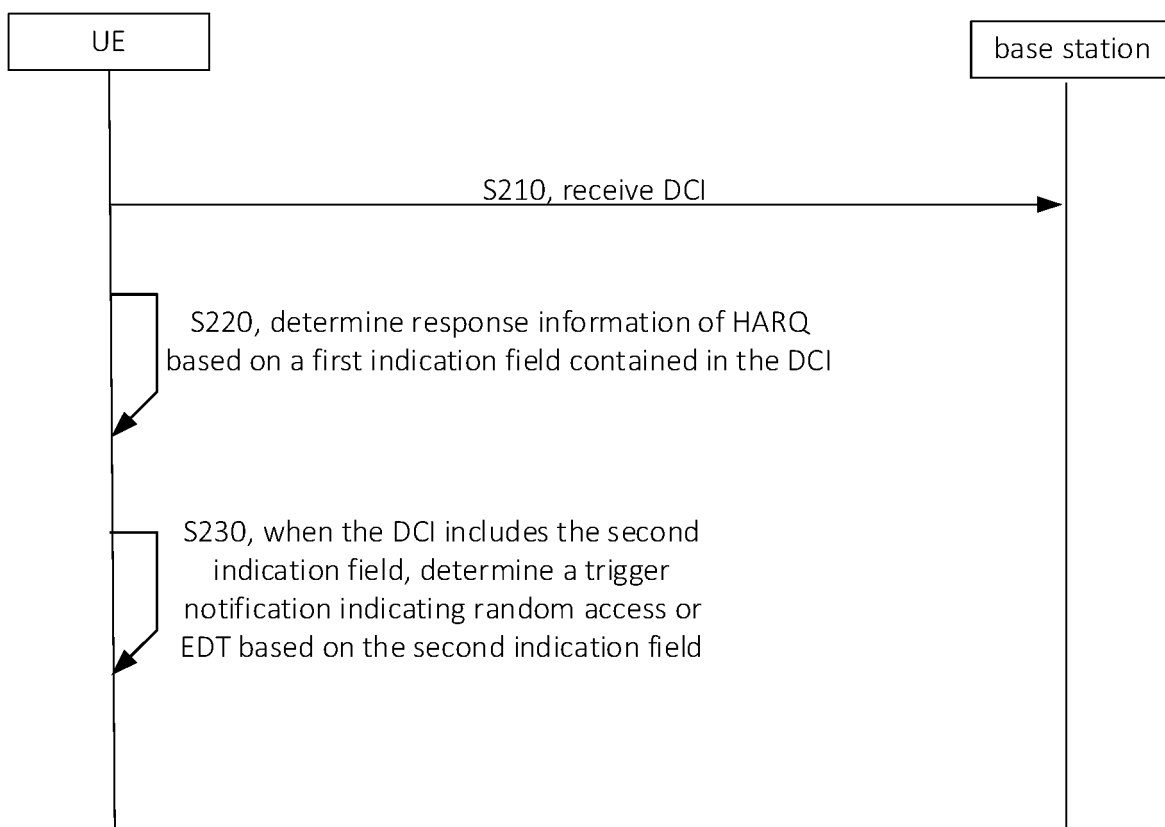 UE
base station
S210, receive DCI
S220, determine response information of HARQ
based on a first indication field contained in the DCI
S230, when the DCI includes the second
indication field, determine a trigger
notification indicating random access or
EDT based on the second indication field